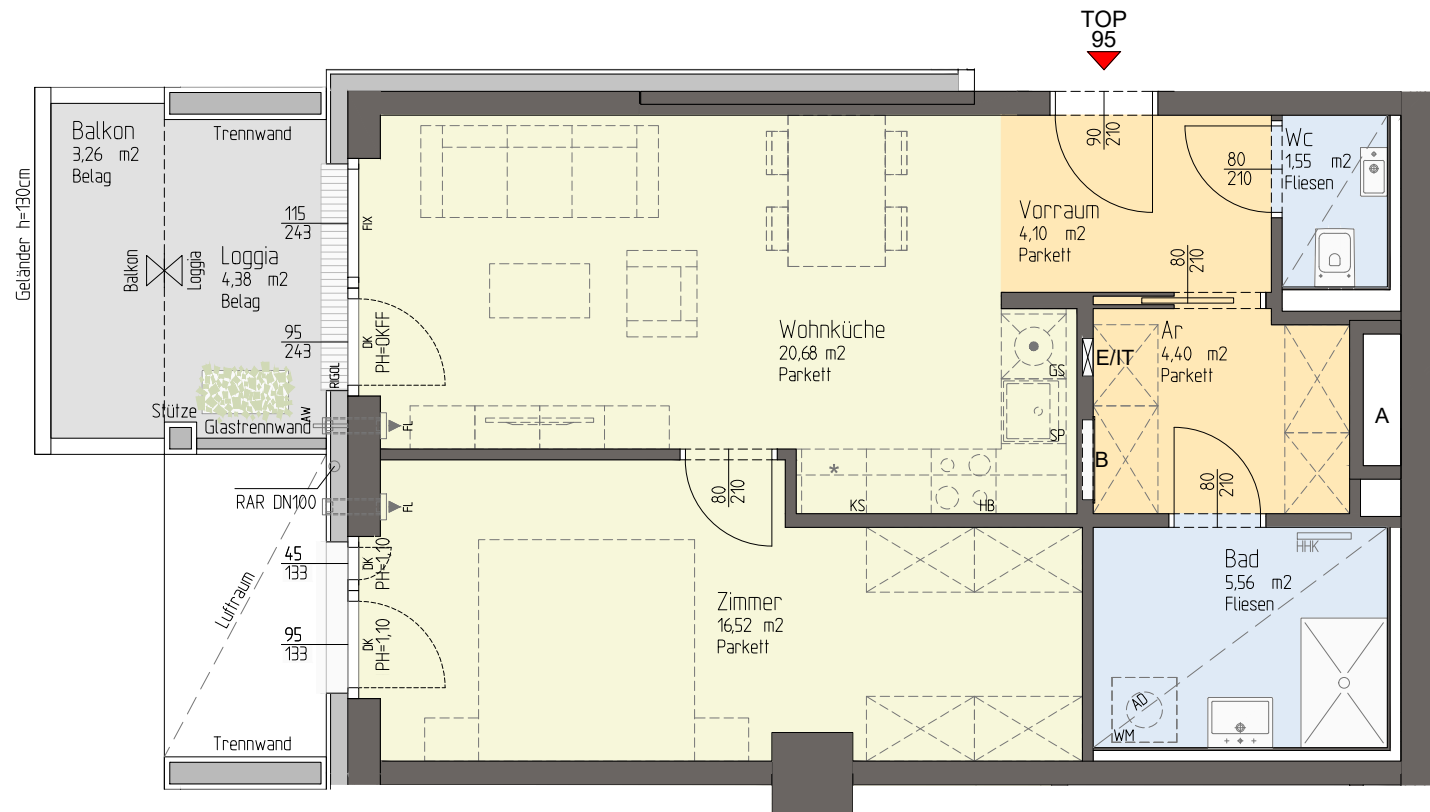 TOP
95
Balkon
3,26 m2
Belag
Trennwand
Geländer h=130cm
Balkon
Loggia
Loggia
4,38 m2
Belag
115
243
95
243
FIX
DK
PH=OKFF
RIGOL
Stütze
AW
Glastrennwand
FL
RAR DN100
FL
45
133
DK
PH=1,10
95
133
DK
PH=1,10
Luftraum
Trennwand
Wohnküche
20,68 m2
Parkett
GS
SP
KS
*
HB
80
210
Zimmer
16,52 m2
Parkett
90
210
Vorraum
4,10 m2
Parkett
80
210
Wc
1,55 m2
Fliesen
80
210
Ar
4,40 m2
Parkett
E/IT
B
A
80
210
Bad
5,56 m2
Fliesen
HHK
AD
WM